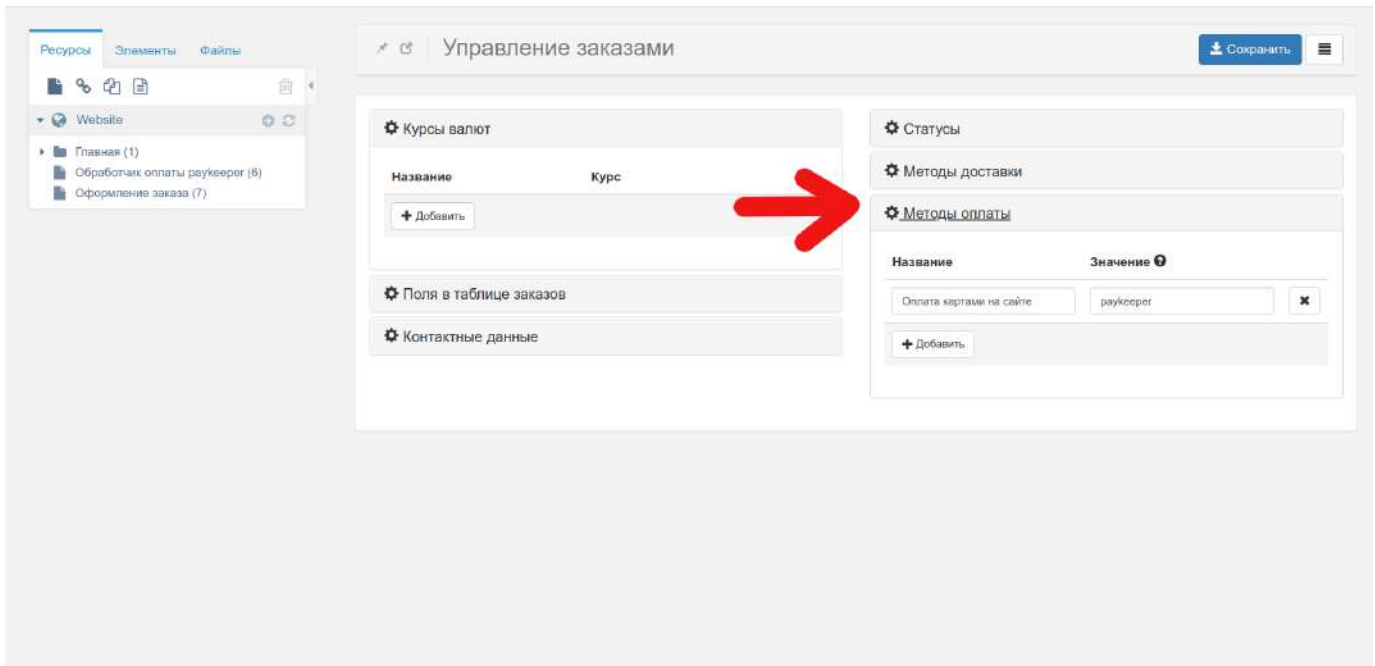 Ресурсы Элементы Файлы
Website
Главная (1)
Обработчик оплаты paykeeper (6)
Оформление заказа (7)
Управление заказами
Сохранить
Курсы валют
Название Курс
Добавить
Поля в таблице заказов
Контактные данные
Статусы
Методы доставки
Методы оплаты
Название Значение
Оплата картами на сайте paykeeper
Добавить